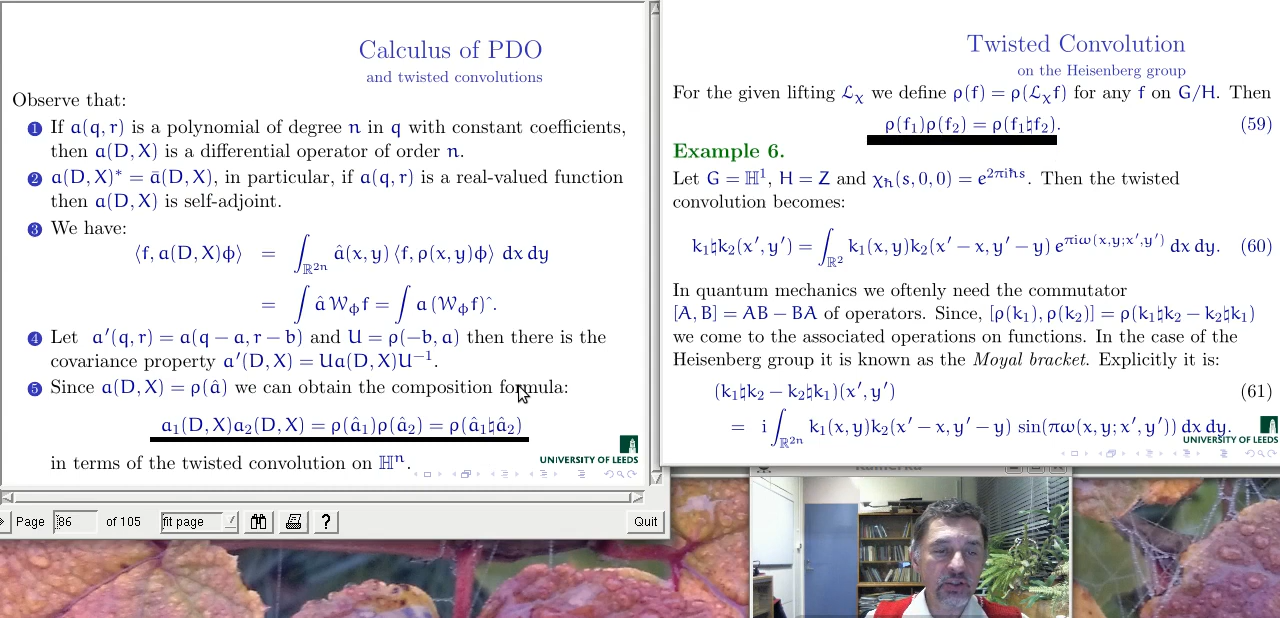 Calculus of PDO
and twisted convolutions
Observe that:
1 If a(q, r) is a polynomial of degree n in q with constant coefficients,
then a(D, X) is a differential operator of order n.
2 a(D, X)* = ā(D, X), in particular, if a(q, r) is a real-valued function
then a(D, X) is self-adjoint.
3 We have:
⟨f, a(D, X)ϕ⟩ = ∫_{ℝ²ⁿ} â(x, y) ⟨f, ρ(x, y)ϕ⟩ dx dy
= ∫ â 𝒲_ϕ f = ∫ a (𝒲_ϕ f)ˆ.
4 Let a′(q, r) = a(q − a, r − b) and U = ρ(−b, a) then there is the
covariance property a′(D, X) = Ua(D, X)U⁻¹.
5 Since a(D, X) = ρ(â) we can obtain the composition formula:
a₁(D, X)a₂(D, X) = ρ(â₁)ρ(â₂) = ρ(â₁♮â₂)
in terms of the twisted convolution on ℍⁿ.
UNIVERSITY OF LEEDS
Page 86 of 105 fit page ? Quit
Twisted Convolution
on the Heisenberg group
For the given lifting ℒ_χ we define ρ(f) = ρ(ℒ_χ f) for any f on G/H. Then
ρ(f₁)ρ(f₂) = ρ(f₁♮f₂). (59)
Example 6.
Let G = ℍ¹, H = Z and χ_ħ(s, 0, 0) = e^{2πiħs}. Then the twisted
convolution becomes:
k₁♮k₂(x′, y′) = ∫_{ℝ²} k₁(x, y)k₂(x′ − x, y′ − y) e^{πiω(x,y;x′,y′)} dx dy. (60)
In quantum mechanics we oftenly need the commutator
[A, B] = AB − BA of operators. Since, [ρ(k₁), ρ(k₂)] = ρ(k₁♮k₂ − k₂♮k₁)
we come to the associated operations on functions. In the case of the
Heisenberg group it is known as the Moyal bracket. Explicitly it is:
(k₁♮k₂ − k₂♮k₁)(x′, y′) (61)
= i ∫_{ℝ²ⁿ} k₁(x, y)k₂(x′ − x, y′ − y) sin(πω(x, y; x′, y′)) dx dy.
UNIVERSITY OF LEEDS